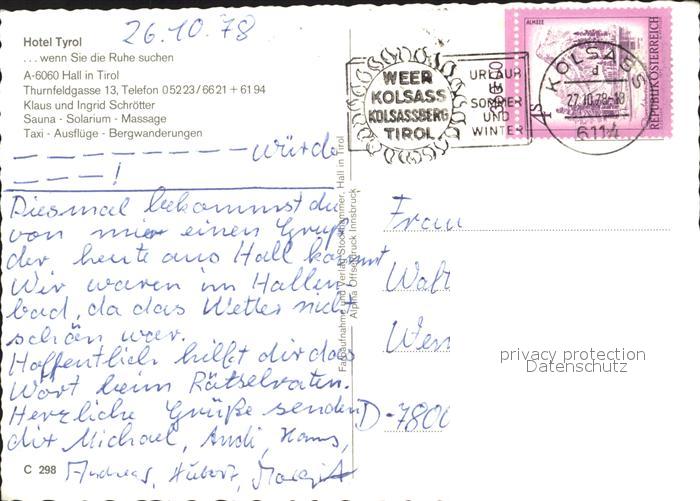 26.10.78
Hotel Tyrol
. . . wenn Sie die Ruhe suchen
A-6060 Hall in Tirol
Thurnfeldgasse 13, Telefon 05223/6621 + 6194
Klaus und Ingrid Schrötter
Sauna - Solarium - Massage
Taxi - Ausflüge - Bergwanderungen
— — — — — — — — — würde
— — — !
Diesmal bekommst du
von mir einen Gruß
der heute aus Hall kommt
Wir waren im Hallen-
bad, da das Wetter nicht
schön war.
Hoffentlich hilft dir das
Wort beim Rätselraten.
Herzliche Grüße senden
dir Michael, Andi, Hans,
Andreas, Hubert, Margit
C 298
Farbaufnahme und Verlag Stockhammer, Hall in Tirol
Alpina Offsetdruck Innsbruck
WEER
KOLSASS
KOLSASSBERG
TIROL
URLAUB
SOMMER
UND
WINTER
ALMSEE
REPUBLIK ÖSTERREICH
KOLSASS
d
27.10.78-18
6114
Frau
Walt
Wen
D-7800
privacy protection
Datenschutz